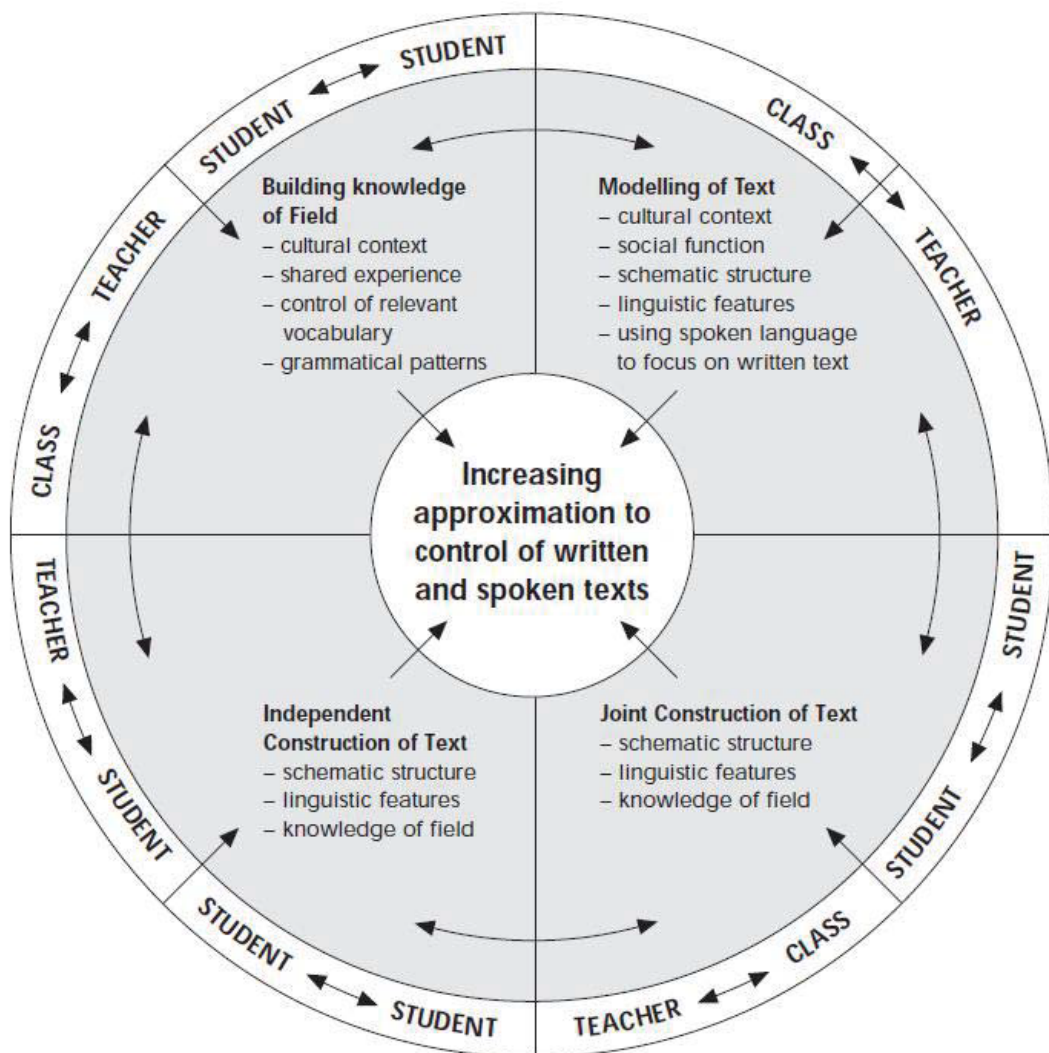 STUDENT
STUDENT
TEACHER
CLASS
CLASS
TEACHER
Building knowledge
of Field
– cultural context
– shared experience
– control of relevant
vocabulary
– grammatical patterns
Modelling of Text
– cultural context
– social function
– schematic structure
– linguistic features
– using spoken language
to focus on written text
Increasing
approximation to
control of written
and spoken texts
Independent
Construction of Text
– schematic structure
– linguistic features
– knowledge of field
Joint Construction of Text
– schematic structure
– linguistic features
– knowledge of field
TEACHER
STUDENT
STUDENT
STUDENT
STUDENT
STUDENT
CLASS
TEACHER